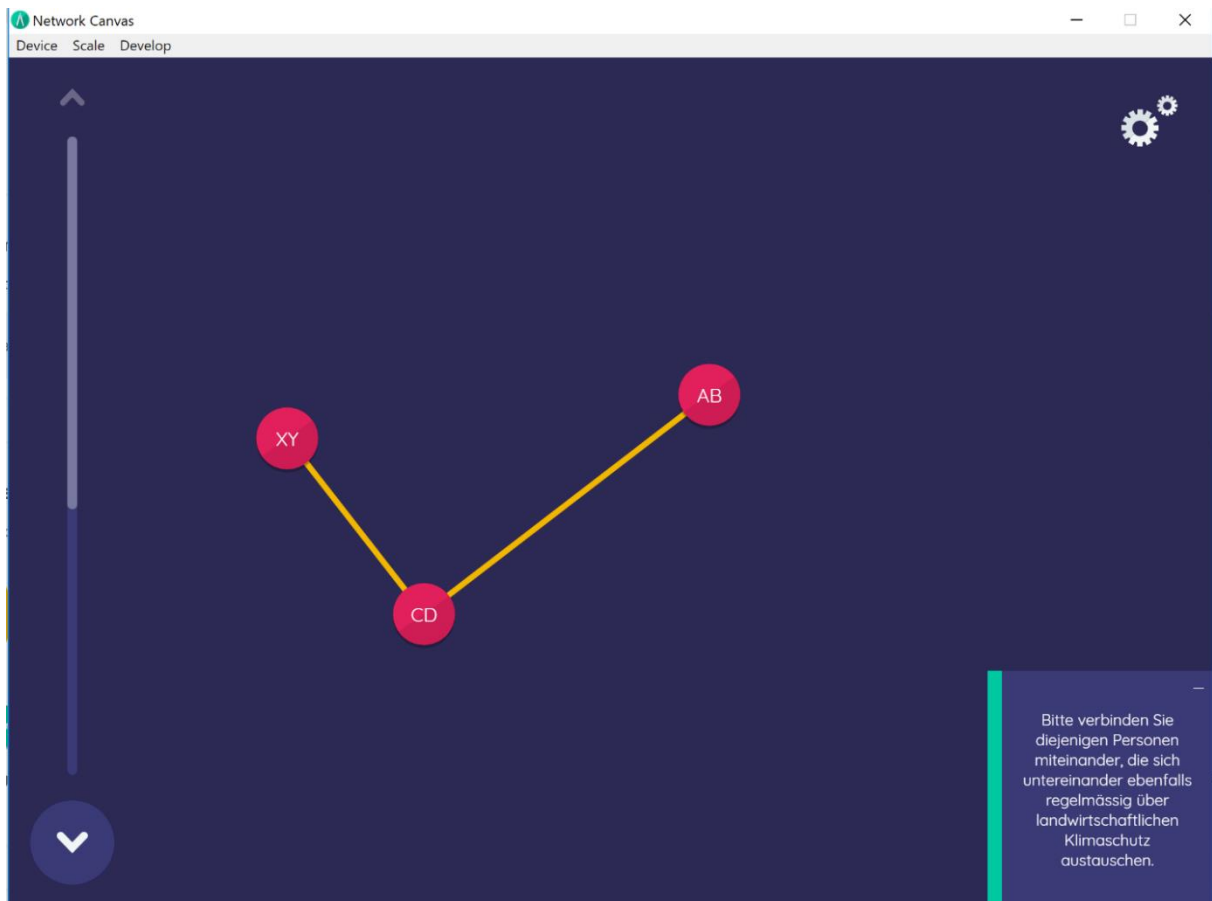 Network Canvas
Device Scale Develop
AB
XY
CD
Bitte verbinden Sie
diejenigen Personen
miteinander, die sich
untereinander ebenfalls
regelmässig über
landwirtschaftlichen
Klimaschutz
austauschen.